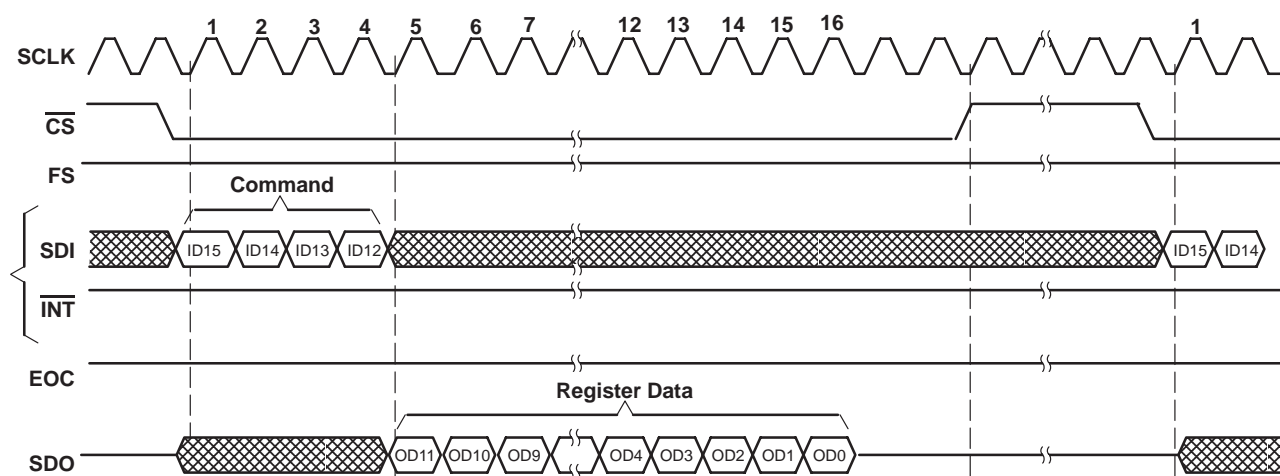 1 2 3 4 5 6 7 12 13 14 15 16 1
SCLK
CS
FS
Command
SDI ID15 ID14 ID13 ID12 ID15 ID14
INT
EOC
Register Data
SDO OD11 OD10 OD9 OD4 OD3 OD2 OD1 OD0